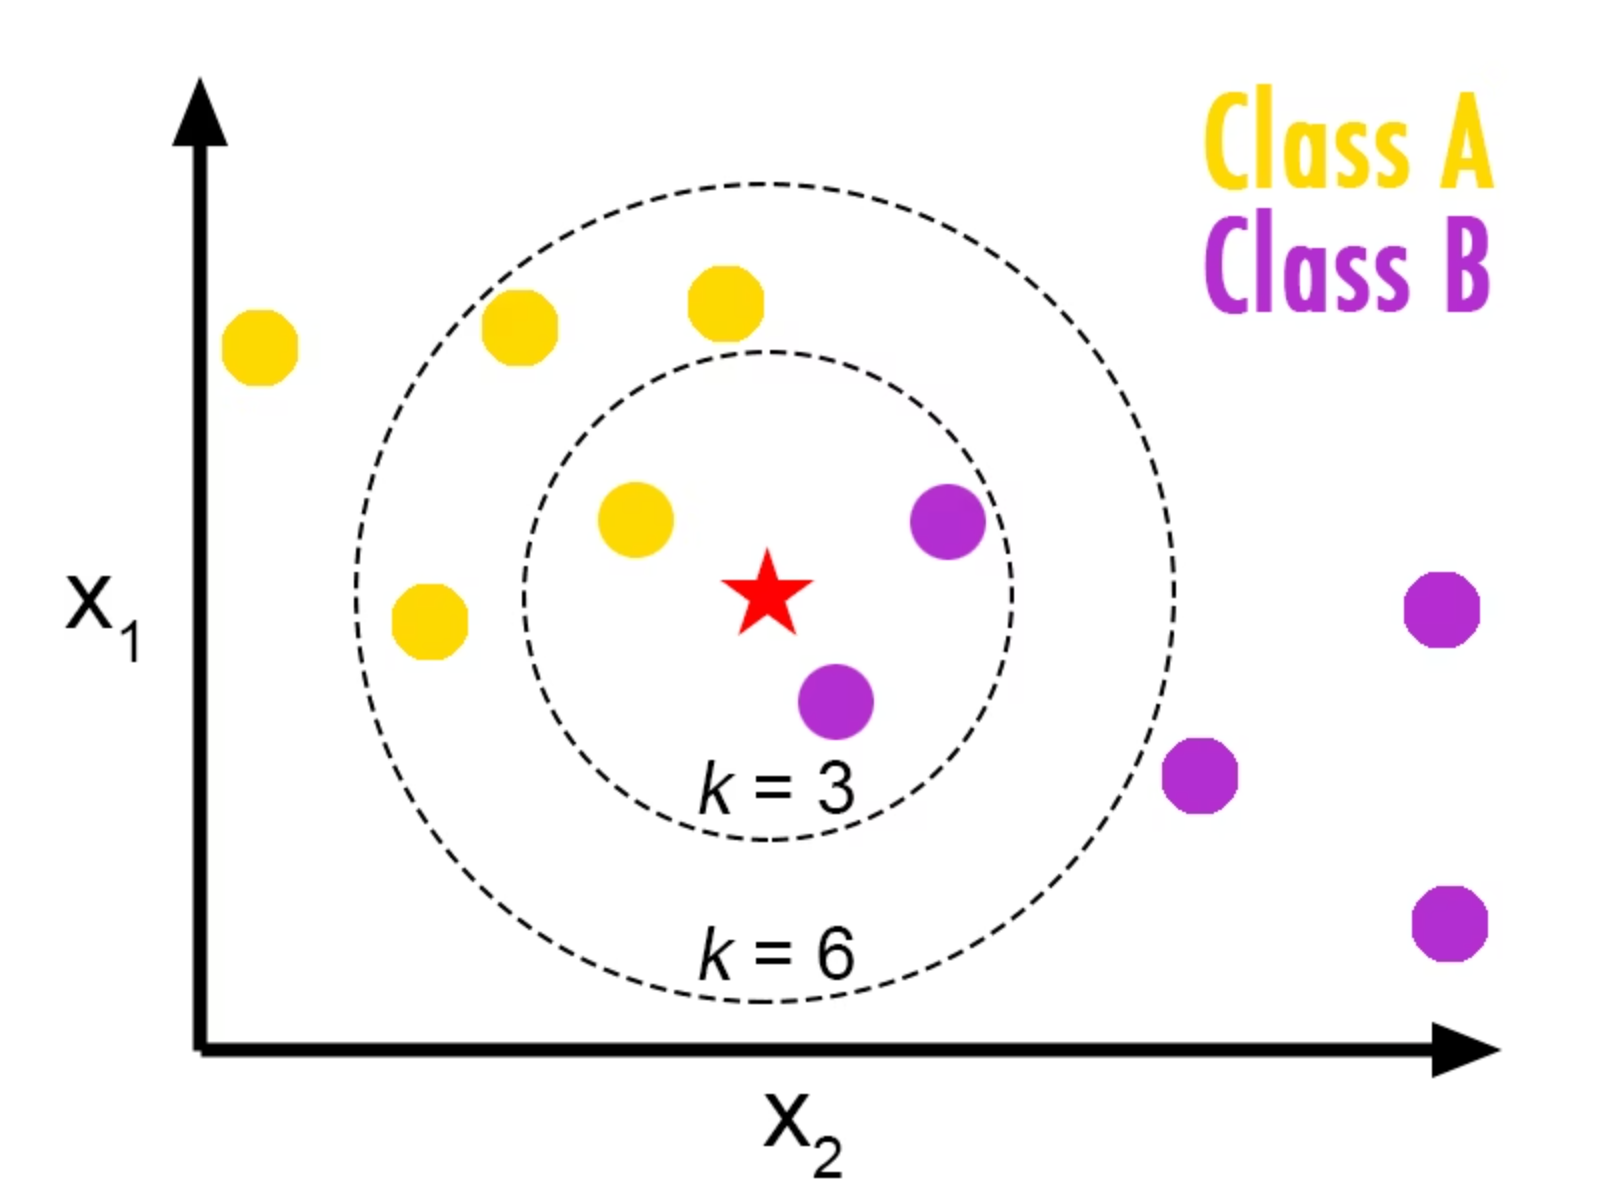 Class A
Class B
x₁
k = 3
k = 6
x₂